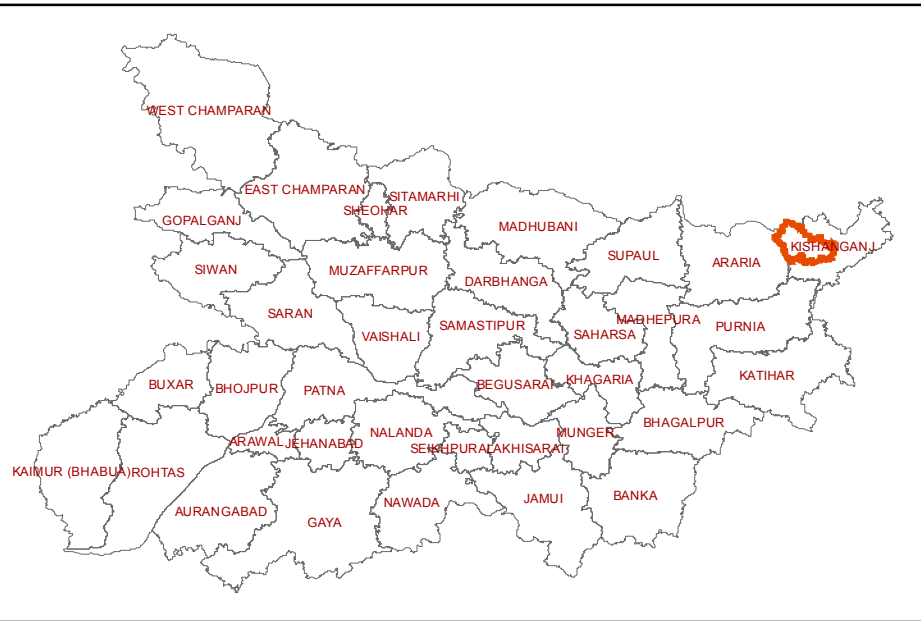 WEST CHAMPARAN
EAST CHAMPARAN
SITAMARHI
SHEOHAR
GOPALGANJ
MADHUBANI
KISHANGANJ
SUPAUL
ARARIA
SIWAN
MUZAFFARPUR
DARBHANGA
SARAN
MADHEPURA
SAMASTIPUR
PURNIA
VAISHALI
SAHARSA
BUXAR
BHOJPUR
PATNA
BEGUSARAI
KHAGARIA
KATIHAR
BHAGALPUR
NALANDA
MUNGER
ARAWAL
JEHANABAD
SEIKHPURA
LAKHISARAI
KAIMUR (BHABUA)
ROHTAS
JAMUI
BANKA
NAWADA
AURANGABAD
GAYA